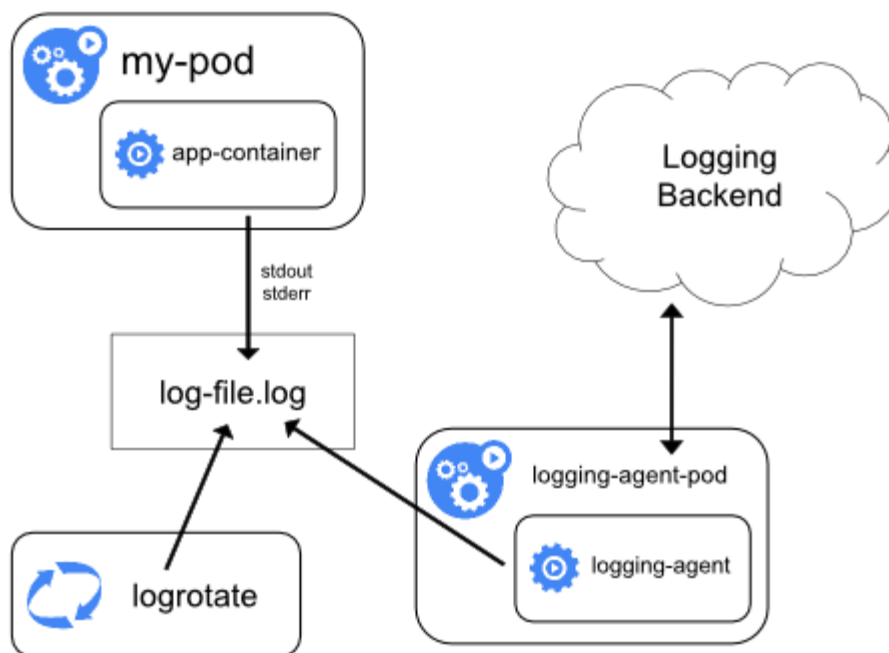 my-pod
app-container
Logging
Backend
stdout
stderr
log-file.log
logging-agent-pod
logging-agent
logrotate